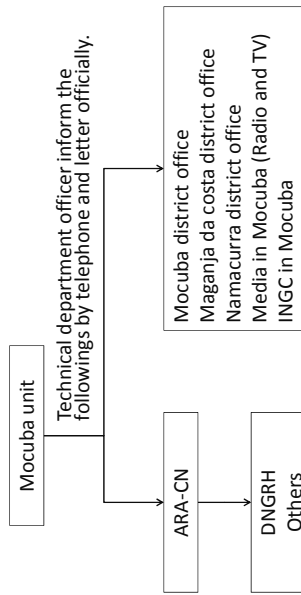 Mocuba unit
Technical department officer inform the
followings by telephone and letter officially.
ARA-CN
DNGRH
Others
Mocuba district office
Maganja da costa district office
Namacurra district office
Media in Mocuba (Radio and TV)
INGC in Mocuba